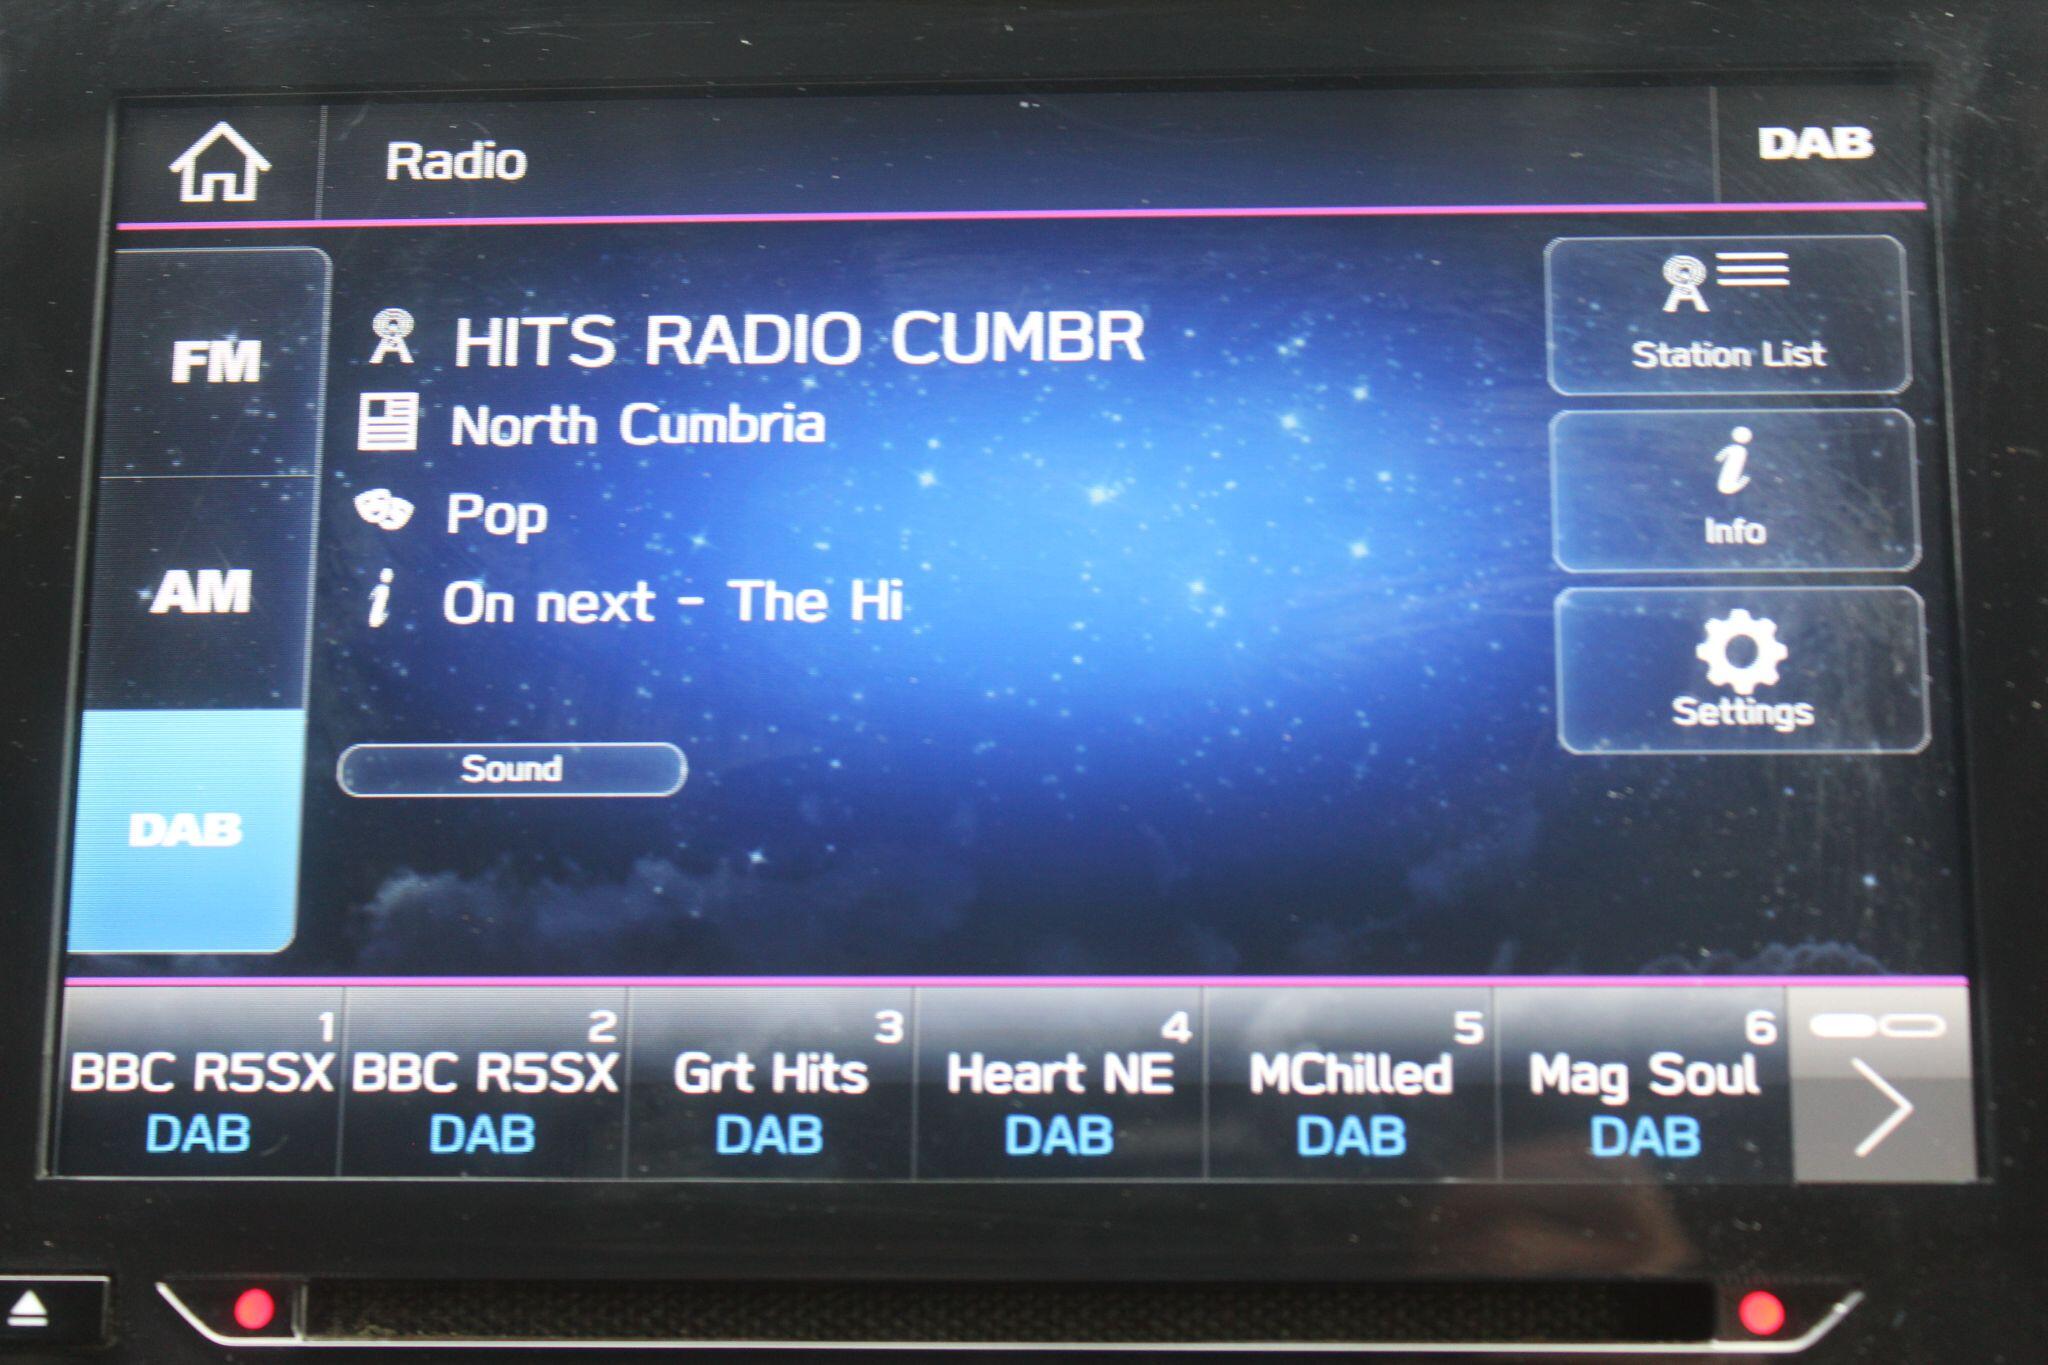 Radio
DAB
FM
AM
DAB
HITS RADIO CUMBR
North Cumbria
Pop
On next - The Hi
Sound
Station List
Info
Settings
1
BBC R5SX
DAB
2
BBC R5SX
DAB
3
Grt Hits
DAB
4
Heart NE
DAB
5
MChilled
DAB
6
Mag Soul
DAB